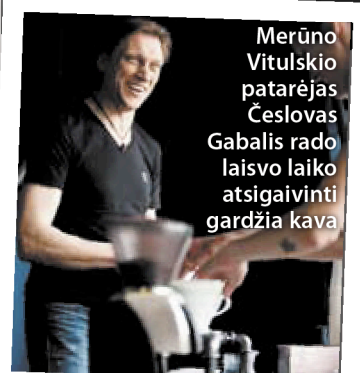 Merūno
Vitulskio
patarėjas
Česlovas
Gabalis rado
laisvo laiko
atsigaivinti
gardžia kava